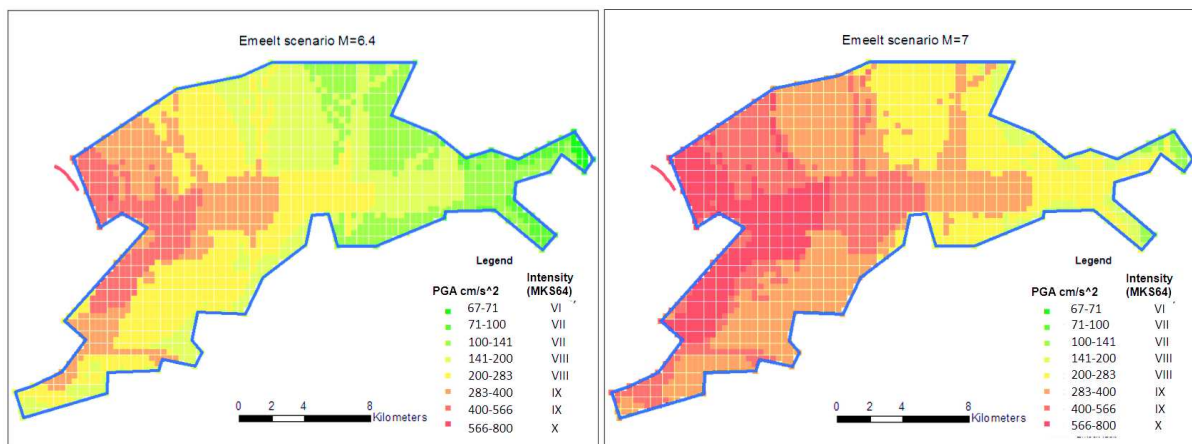 Emeelt scenario M=6.4
Legend
PGA cm/s^2 Intensity (MKS64)
67-71 VI
71-100 VII
100-141 VII
141-200 VIII
200-283 VIII
283-400 IX
400-566 IX
566-800 X
0 2 4 8
Kilometers
Emeelt scenario M=7
Legend
PGA cm/s^2 Intensity (MKS64)
67-71 VI
71-100 VII
100-141 VII
141-200 VIII
200-283 VIII
283-400 IX
400-566 IX
566-800 X
0 2 4 8
Kilometers